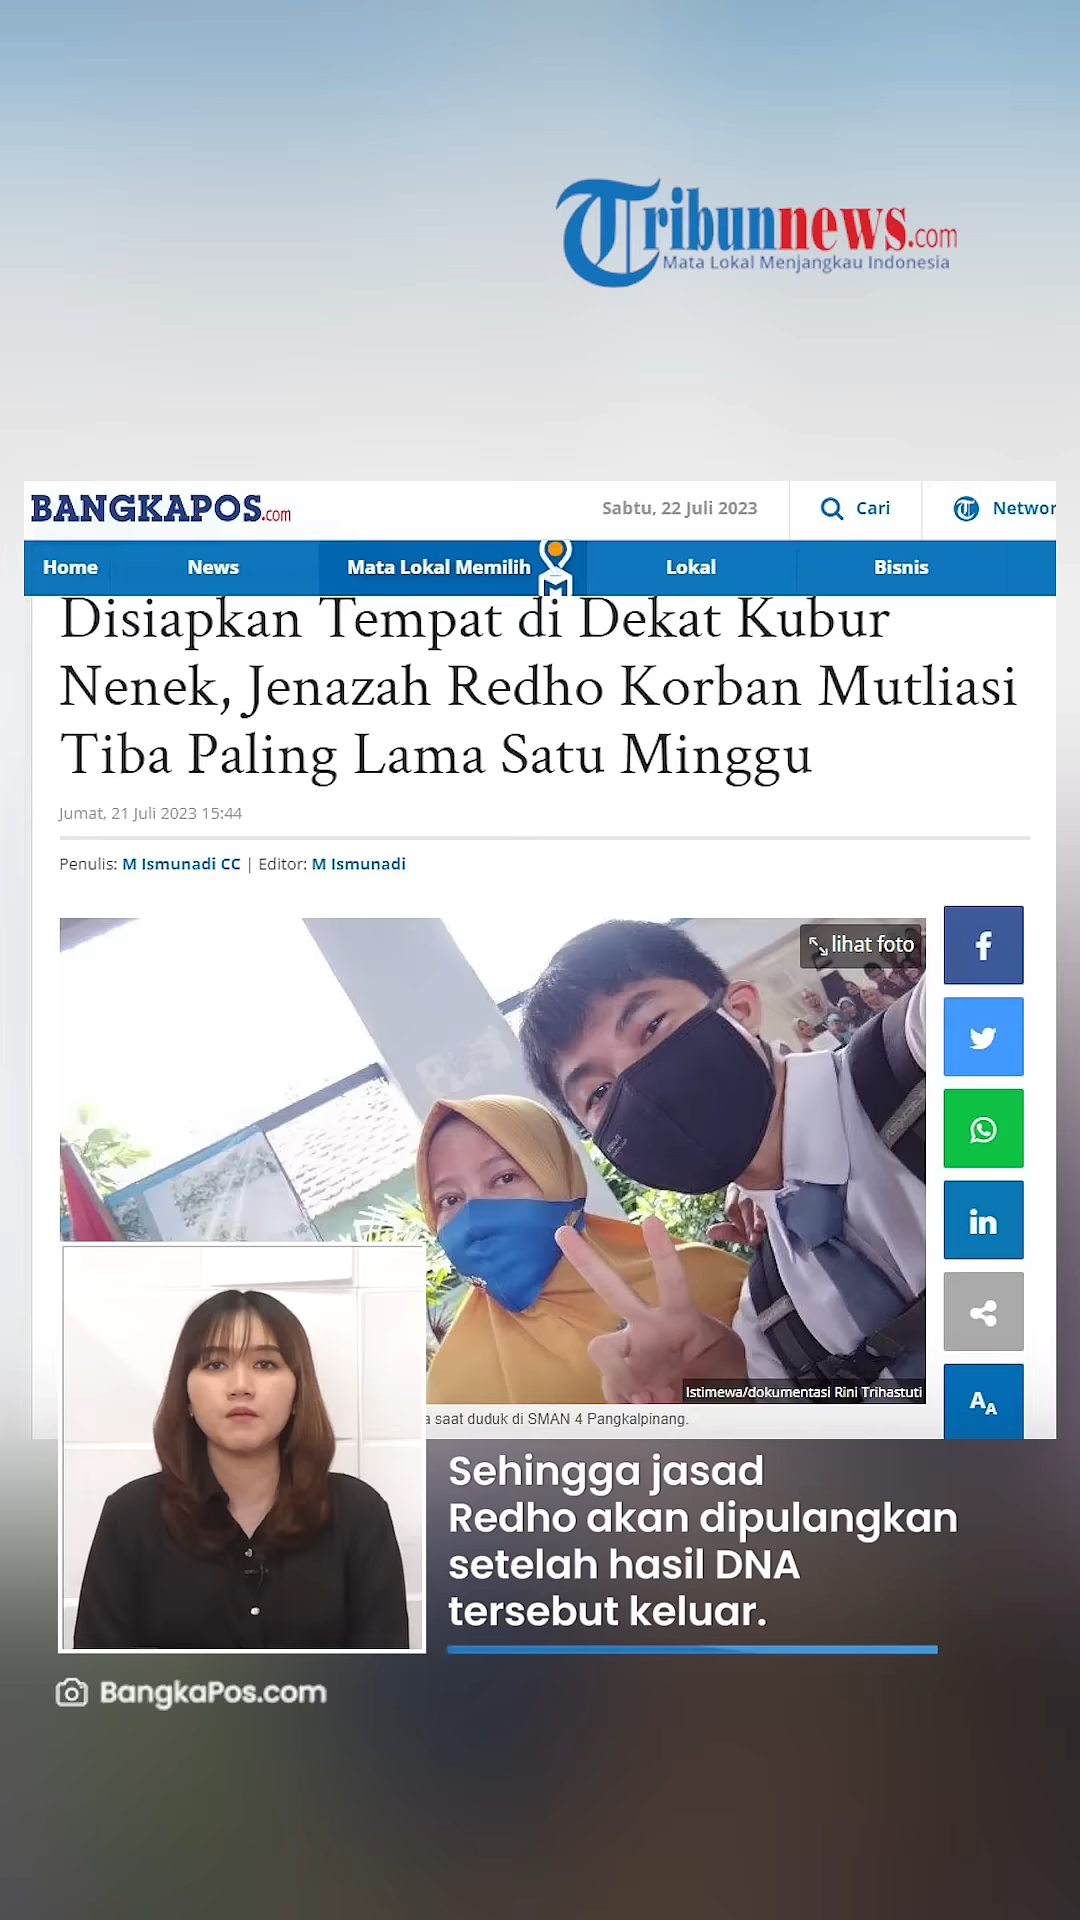 Tribunnews.com
Mata Lokal Menjangkau Indonesia
BANGKAPOS.com
Sabtu, 22 Juli 2023
Cari
Networ
Home
News
Mata Lokal Memilih
Lokal
Bisnis
Disiapkan Tempat di Dekat Kubur
Nenek, Jenazah Redho Korban Mutliasi
Tiba Paling Lama Satu Minggu
Jumat, 21 Juli 2023 15:44
Penulis: M Ismunadi CC | Editor: M Ismunadi
lihat foto
Istimewa/dokumentasi Rini Trihastuti
a saat duduk di SMAN 4 Pangkalpinang.
Sehingga jasad
Redho akan dipulangkan
setelah hasil DNA
tersebut keluar.
BangkaPos.com